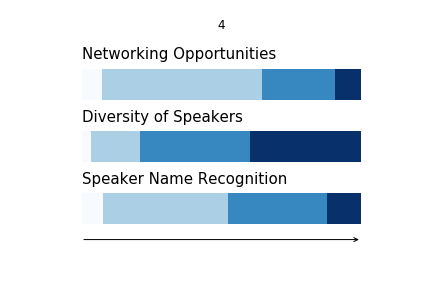 4
Networking Opportunities
Diversity of Speakers
Speaker Name Recognition